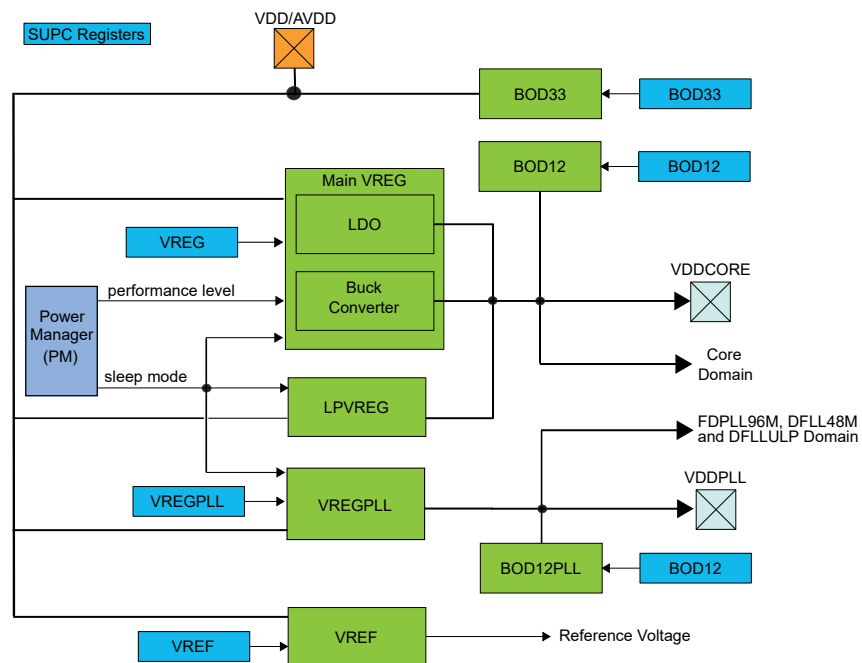 VDD/AVDD
SUPC Registers
BOD33
BOD33
BOD12
BOD12
Main VREG
LDO
VREG
VDDCORE
performance level
Buck
Converter
Power
Manager
(PM)
sleep mode
Core
Domain
LPVREG
FDPLL96M, DFLL48M
and DFLLULP Domain
VDDPLL
VREGPLL
VREGPLL
BOD12PLL
BOD12
VREF
VREF
Reference Voltage